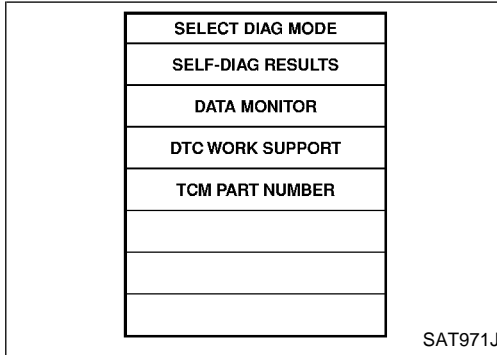 SELECT DIAG MODE
SELF-DIAG RESULTS
DATA MONITOR
DTC WORK SUPPORT
TCM PART NUMBER
SAT971J